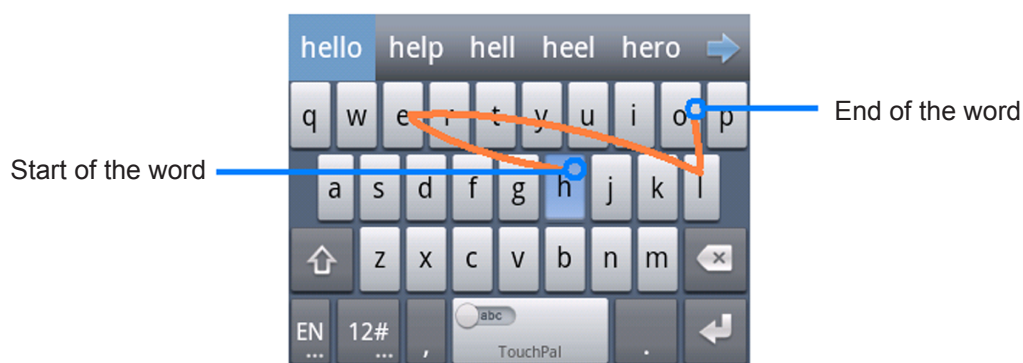 hello help hell heel hero
q w e r t y u i o p
End of the word
Start of the word
a s d f g h j k l
z x c v b n m
EN 12# , abc .
... ... TouchPal